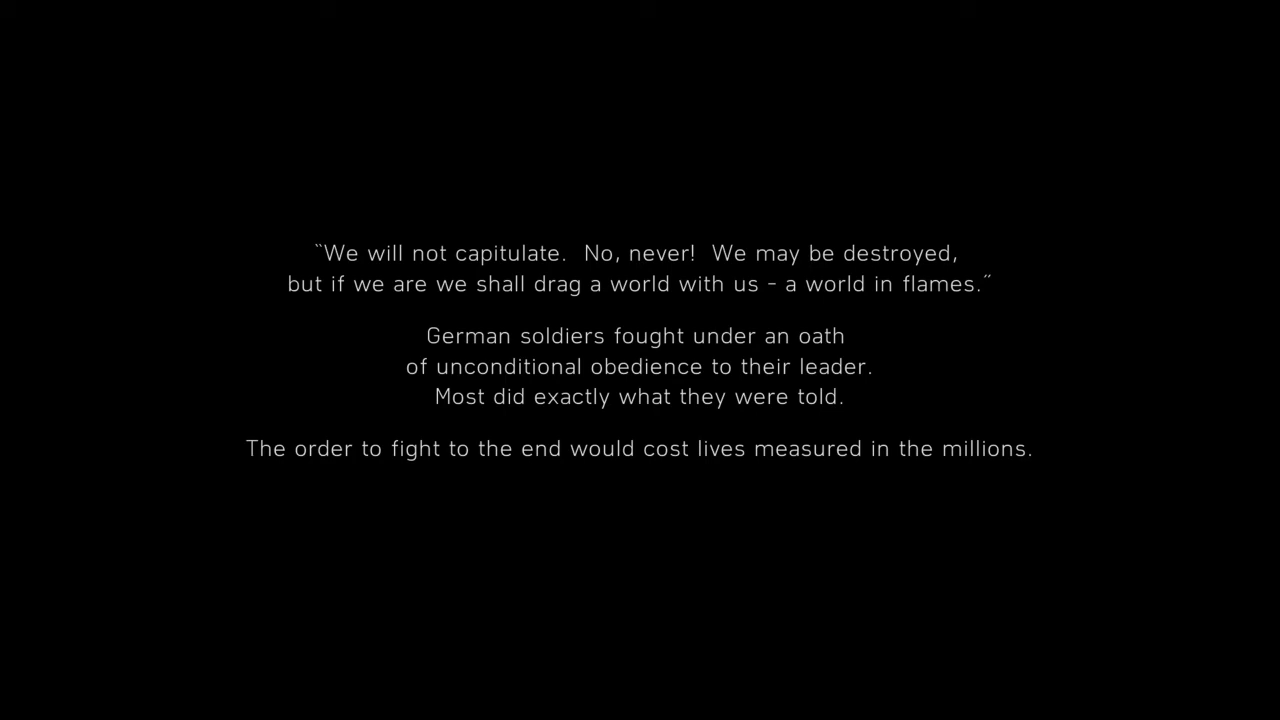 “We will not capitulate.  No, never!  We may be destroyed,
but if we are we shall drag a world with us - a world in flames.”
German soldiers fought under an oath
of unconditional obedience to their leader.
Most did exactly what they were told.
The order to fight to the end would cost lives measured in the millions.